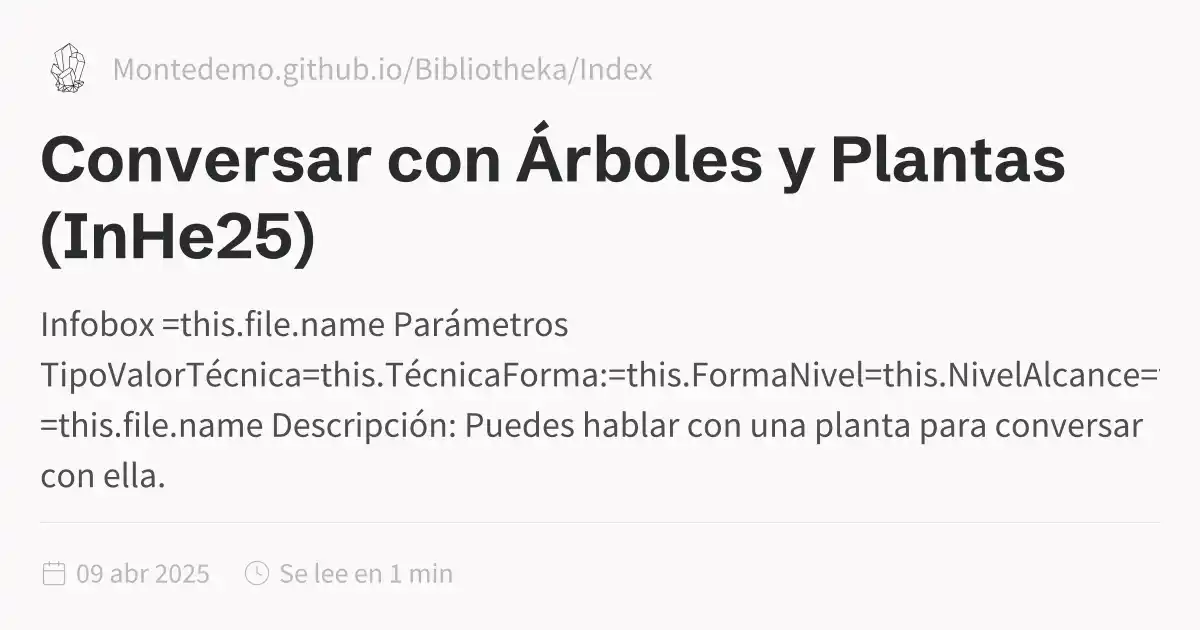 Montedemo.github.io/Bibliotheka/Index
Conversar con Árboles y Plantas
(InHe25)
Infobox =this.file.name Parámetros
TipoValorTécnica=this.TécnicaForma:=this.FormaNivel=this.NivelAlcance=
=this.file.name Descripción: Puedes hablar con una planta para conversar
con ella.
09 abr 2025 Se lee en 1 min